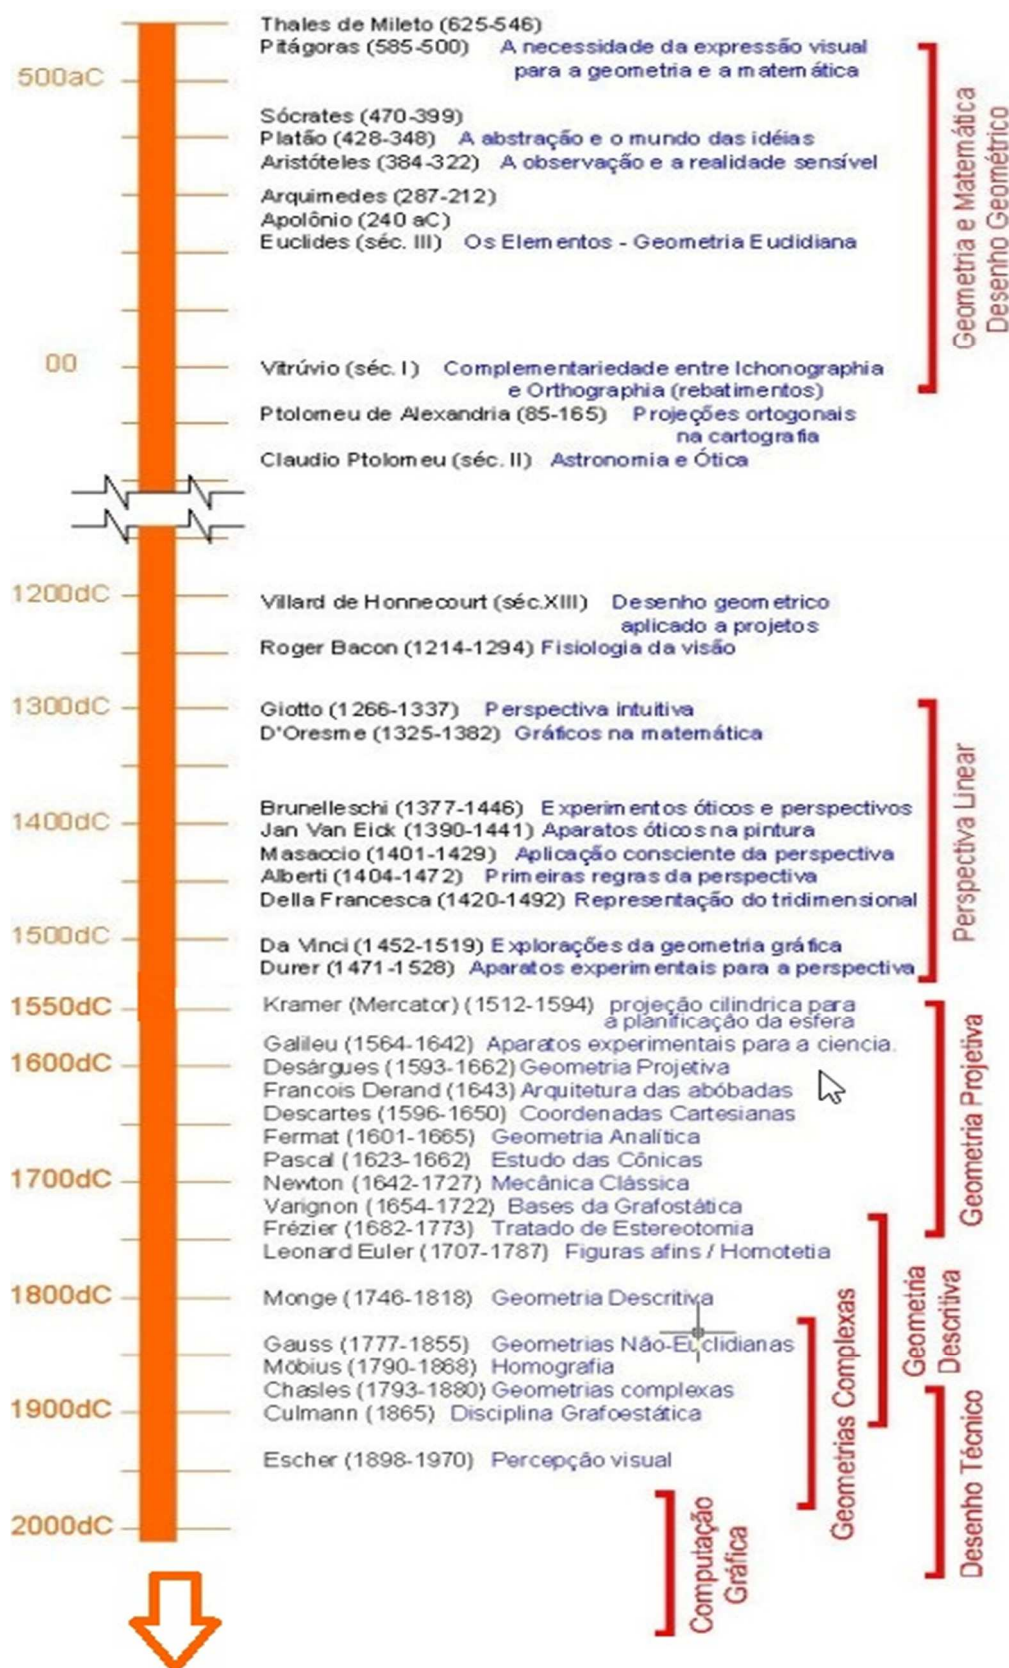 Thales de Mileto (625-546)
Pitágoras (585-500) A necessidade da expressão visual
para a geometria e a matemática
500aC
Sócrates (470-399)
Platão (428-348) A abstração e o mundo das idéias
Aristóteles (384-322) A observação e a realidade sensível
Arquimedes (287-212)
Apolônio (240 aC)
Euclides (séc. III) Os Elementos - Geometria Euclidiana
Geometria e Matemática
Desenho Geométrico
00
Vitrúvio (séc. I) Complementariedade entre Ichonographia
e Orthographia (rebatimentos)
Ptolomeu de Alexandria (85-165) Projeções ortogonais
na cartografia
Claudio Ptolomeu (séc. II) Astronomia e Ótica
1200dC
Villard de Honnecourt (séc.XIII) Desenho geometrico
aplicado a projetos
Roger Bacon (1214-1294) Fisiologia da visão
1300dC
Giotto (1266-1337) Perspectiva intuitiva
D'Oresme (1325-1382) Gráficos na matemática
Brunelleschi (1377-1446) Experimentos óticos e perspectivos
1400dC
Jan Van Eick (1390-1441) Aparatos óticos na pintura
Masaccio (1401-1429) Aplicação consciente da perspectiva
Alberti (1404-1472) Primeiras regras da perspectiva
Della Francesca (1420-1492) Representação do tridimensional
Perspectiva Linear
1500dC
Da Vinci (1452-1519) Explorações da geometria gráfica
Durer (1471-1528) Aparatos experimentais para a perspectiva
1550dC
Kramer (Mercator) (1512-1594) projeção cilindrica para
a planificação da esfera
Galileu (1564-1642) Aparatos experimentais para a ciencia.
1600dC
Desárgues (1593-1662) Geometria Projetiva
Francois Derand (1643) Arquitetura das abóbadas
Descartes (1596-1650) Coordenadas Cartesianas
Fermat (1601-1665) Geometria Analítica
Pascal (1623-1662) Estudo das Cônicas
Geometria Projetiva
1700dC
Newton (1642-1727) Mecânica Clássica
Varignon (1654-1722) Bases da Grafostática
Frézier (1682-1773) Tratado de Estereotomia
Leonard Euler (1707-1787) Figuras afins / Homotetia
1800dC
Monge (1746-1818) Geometria Descritiva
Geometria
Descritiva
Gauss (1777-1855) Geometrias Não-Euclidianas
Möbius (1790-1868) Homografia
Chasles (1793-1880) Geometrias complexas
1900dC
Culmann (1865) Disciplina Grafoestática
Geometrias Complexas
Escher (1898-1970) Percepção visual
Desenho Técnico
2000dC
Computação
Gráfica